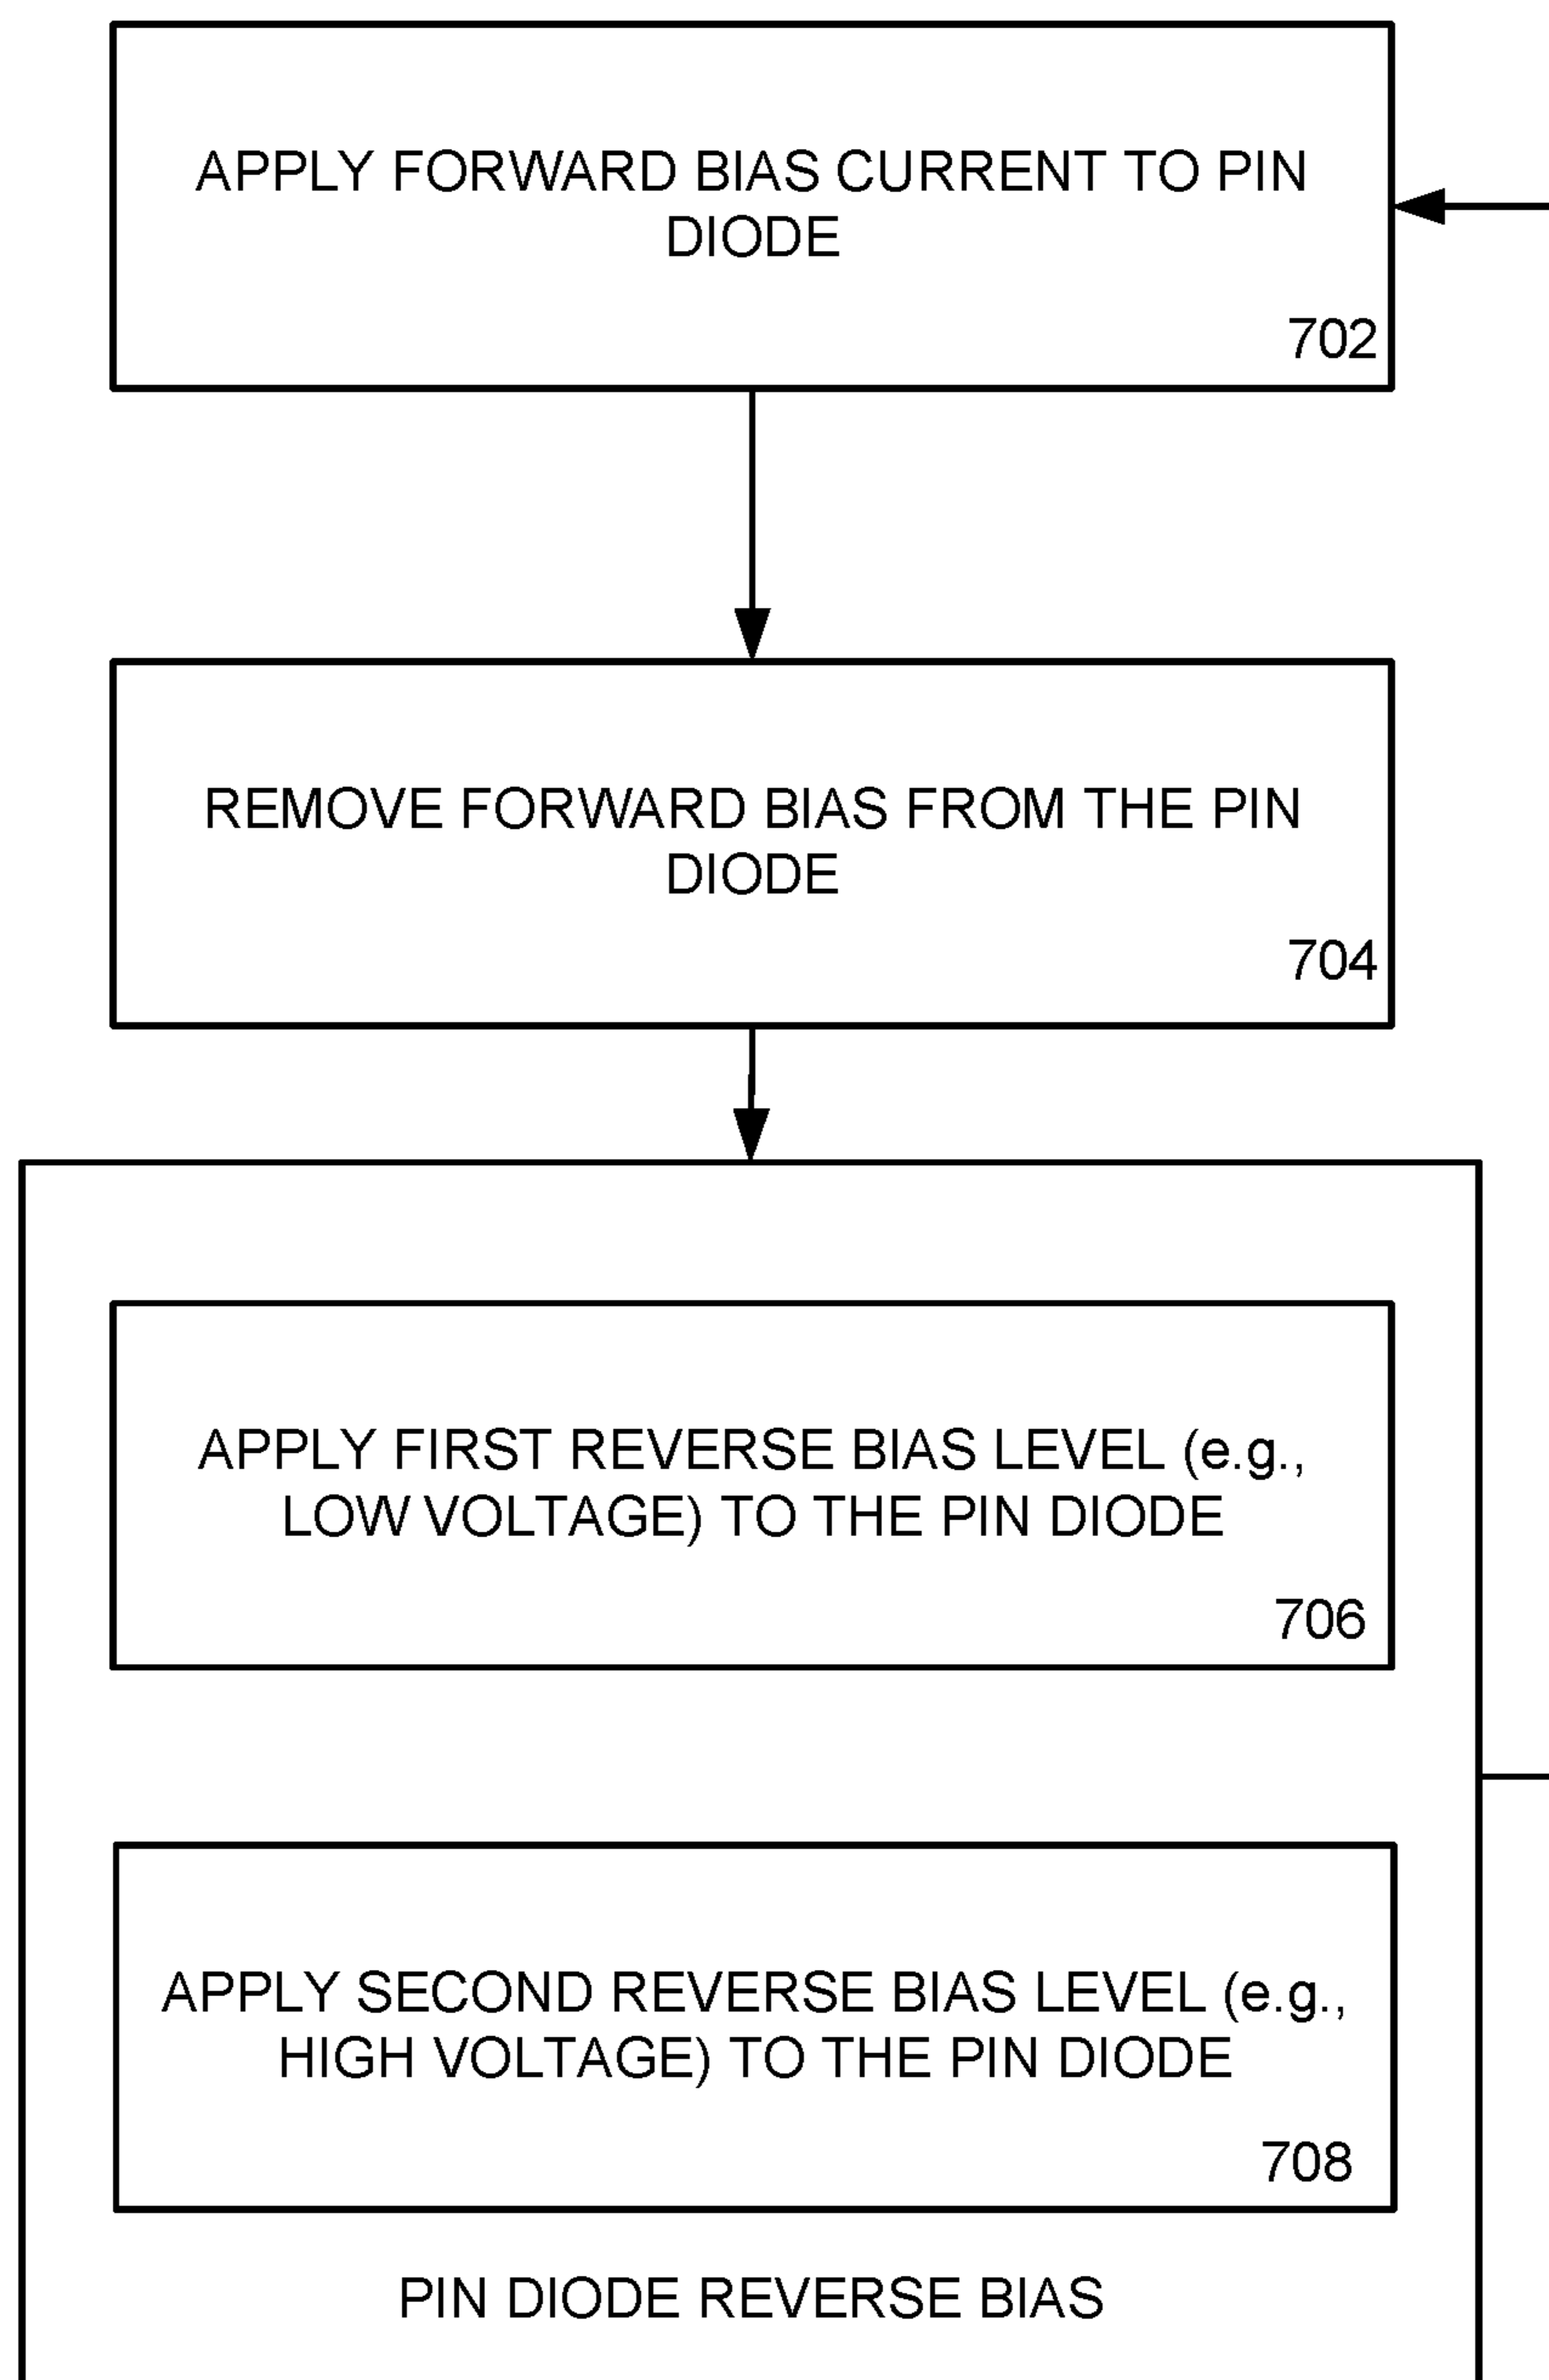 APPLY FORWARD BIAS CURRENT TO PIN
DIODE
702
REMOVE FORWARD BIAS FROM THE PIN
DIODE
704
APPLY FIRST REVERSE BIAS LEVEL (e.g.,
LOW VOLTAGE) TO THE PIN DIODE
706
APPLY SECOND REVERSE BIAS LEVEL (e.g.,
HIGH VOLTAGE) TO THE PIN DIODE
708
PIN DIODE REVERSE BIAS